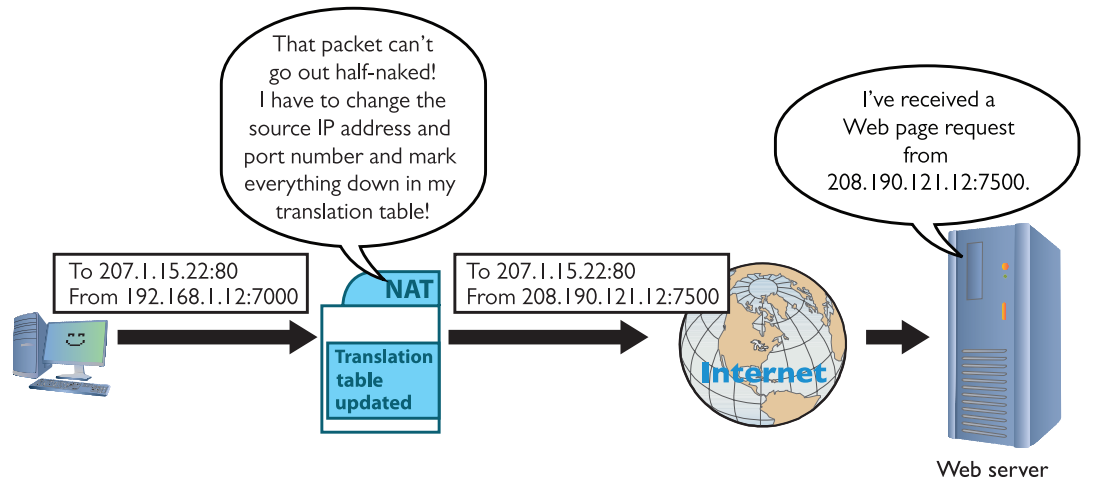 That packet can't
go out half-naked!
I have to change the
source IP address and
port number and mark
everything down in my
translation table!
I've received a
Web page request
from
208.190.121.12:7500.
To 207.1.15.22:80
From 192.168.1.12:7000
NAT
To 207.1.15.22:80
From 208.190.121.12:7500
Translation
table
updated
Internet
Web server